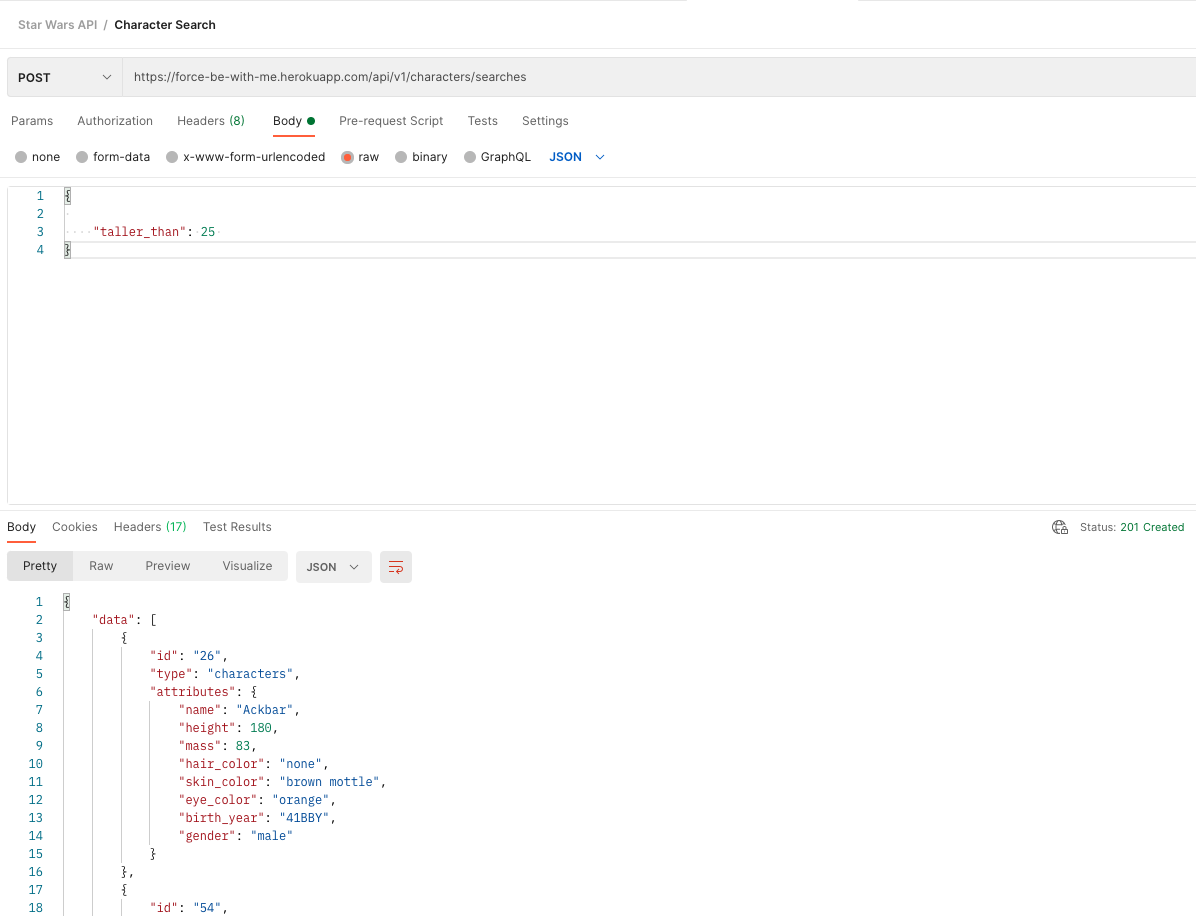 Star Wars API / Character Search
POST https://force-be-with-me.herokuapp.com/api/v1/characters/searches
Params Authorization Headers (8) Body Pre-request Script Tests Settings
none form-data x-www-form-urlencoded raw binary GraphQL JSON
1 {
2
3 "taller_than": 25
4 }
Body Cookies Headers (17) Test Results Status: 201 Created
Pretty Raw Preview Visualize JSON
1 {
2 "data": [
3 {
4 "id": "26",
5 "type": "characters",
6 "attributes": {
7 "name": "Ackbar",
8 "height": 180,
9 "mass": 83,
10 "hair_color": "none",
11 "skin_color": "brown mottle",
12 "eye_color": "orange",
13 "birth_year": "41BBY",
14 "gender": "male"
15 }
16 },
17 {
18 "id": "54",